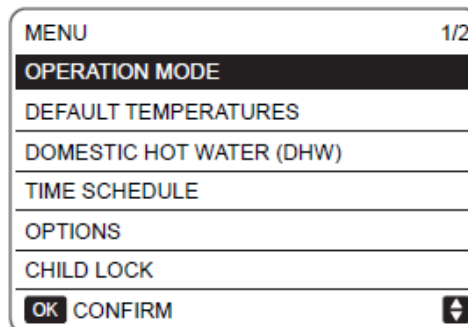 MENU 1/2
OPERATION MODE
DEFAULT TEMPERATURES
DOMESTIC HOT WATER (DHW)
TIME SCHEDULE
OPTIONS
CHILD LOCK
OK CONFIRM